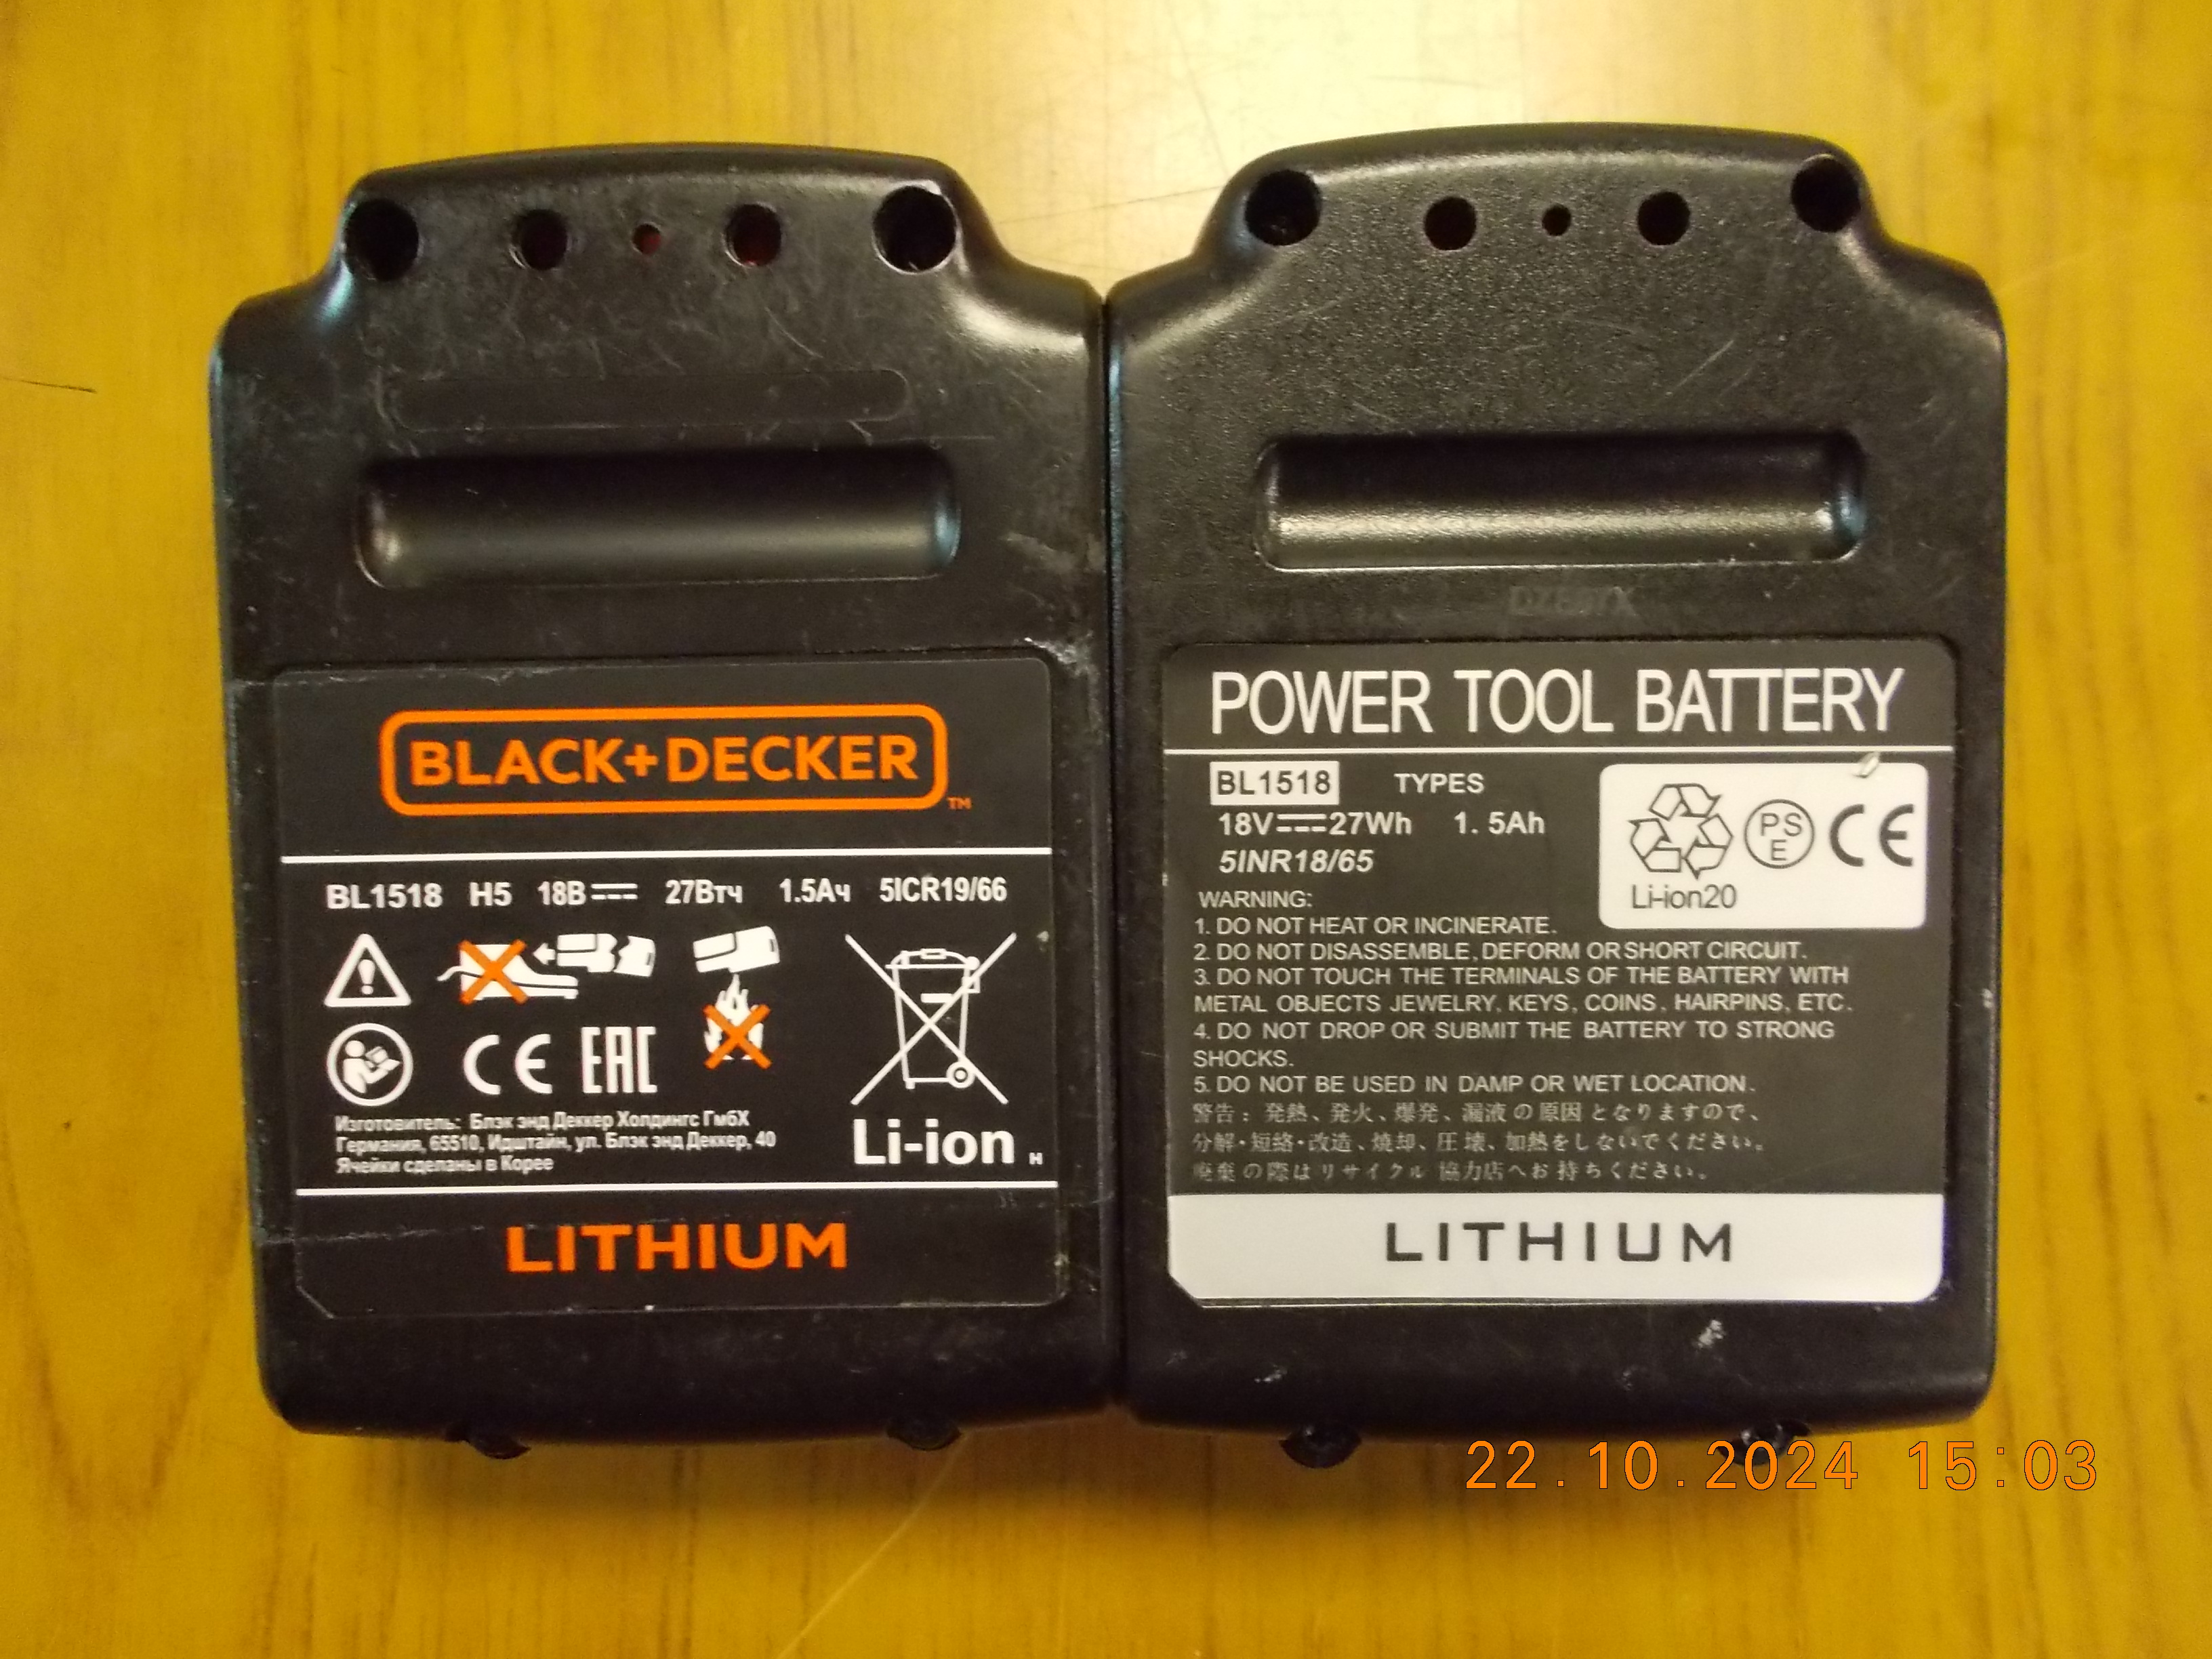 BLACK+DECKER™
BL1518 H5 18В 27Втч 1.5Ач 5ICR19/66
CE EAC
Изготовитель: Блэк энд Деккер Холдингс ГмбХ
Германия, 65510, Идштайн, ул. Блэк энд Деккер, 40
Ячейки сделаны в Корее
Li-ion H
LITHIUM
POWER TOOL BATTERY
BL1518 TYPES
18V 27Wh 1. 5Ah
5INR18/65
PS
E
CE
Li-ion20
WARNING:
1. DO NOT HEAT OR INCINERATE.
2. DO NOT DISASSEMBLE, DEFORM OR SHORT CIRCUIT.
3. DO NOT TOUCH THE TERMINALS OF THE BATTERY WITH
METAL OBJECTS JEWELRY, KEYS, COINS, HAIRPINS, ETC.
4. DO NOT DROP OR SUBMIT THE BATTERY TO STRONG
SHOCKS.
5. DO NOT BE USED IN DAMP OR WET LOCATION.
警告：発熱、発火、爆発、漏液の原因となりますので、
分解・短絡・改造、焼却、圧壊、加熱をしないでください。
廃棄の際はリサイクル協力店へお持ちください。
LITHIUM
22.10.2024 15:03